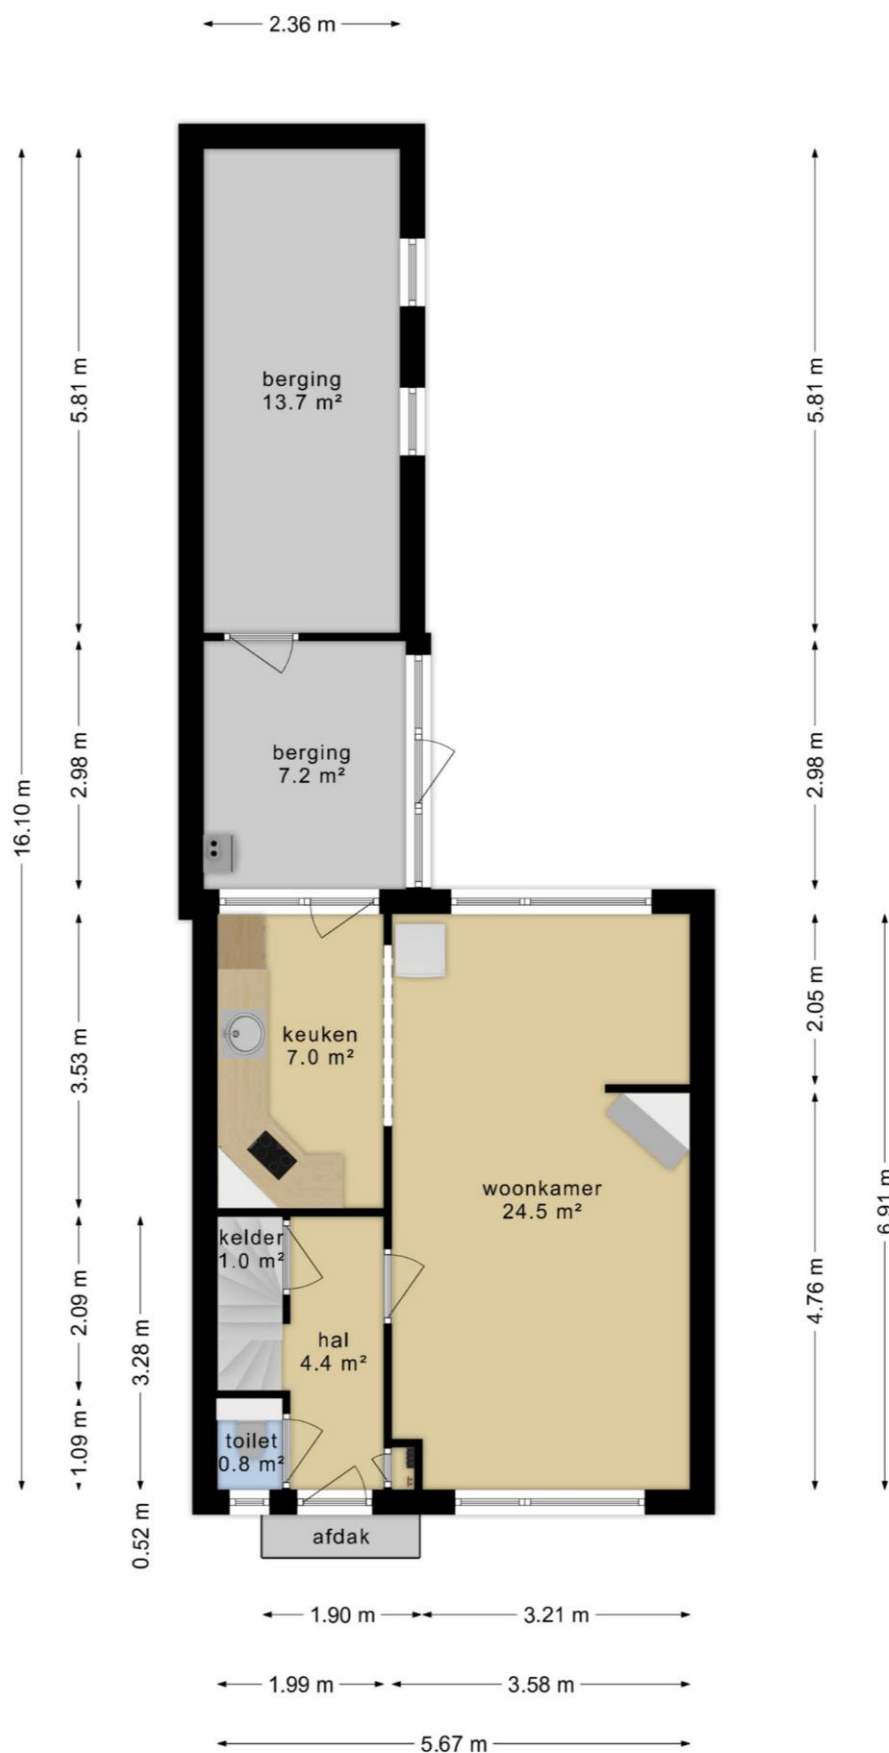 2.36 m
16.10 m
5.81 m
2.98 m
3.53 m
2.09 m
1.09 m
3.28 m
0.52 m
berging
13.7 m²
berging
7.2 m²
keuken
7.0 m²
woonkamer
24.5 m²
kelder
1.0 m²
hal
4.4 m²
toilet
0.8 m²
afdak
5.81 m
2.98 m
2.05 m
4.76 m
6.91 m
1.90 m
3.21 m
1.99 m
3.58 m
5.67 m